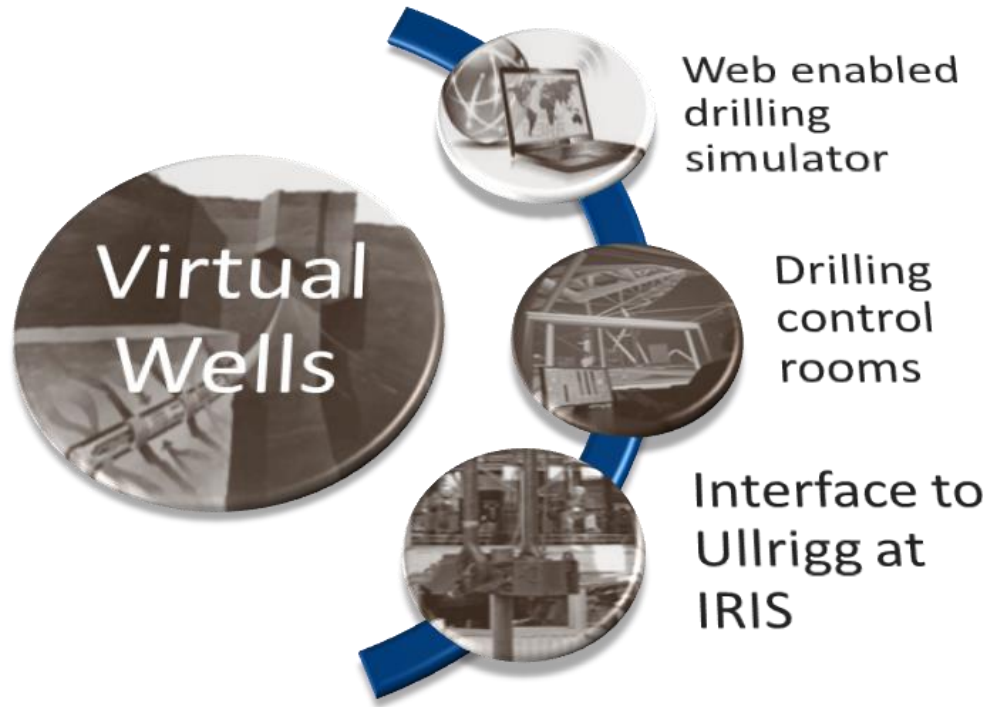 Virtual
Wells
Web enabled
drilling
simulator
Drilling
control
rooms
Interface to
Ullrigg at
IRIS